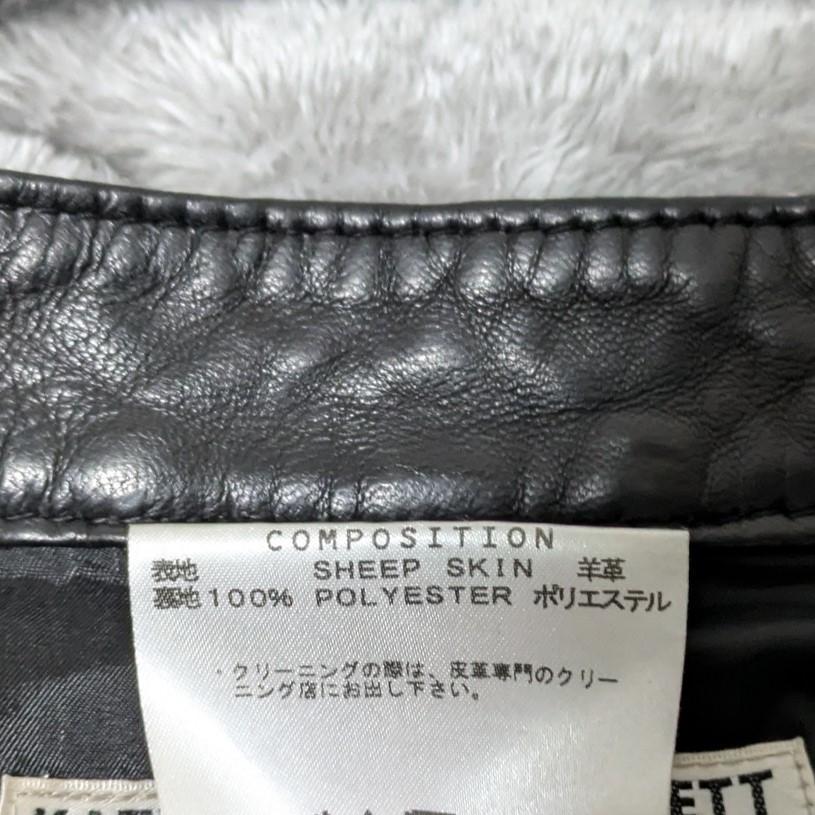 COMPOSITION
表地 SHEEP SKIN 羊革
裏地100% POLYESTER ポリエステル
・クリーニングの際は、皮革専門のクリー
ニング店にお出し下さい。